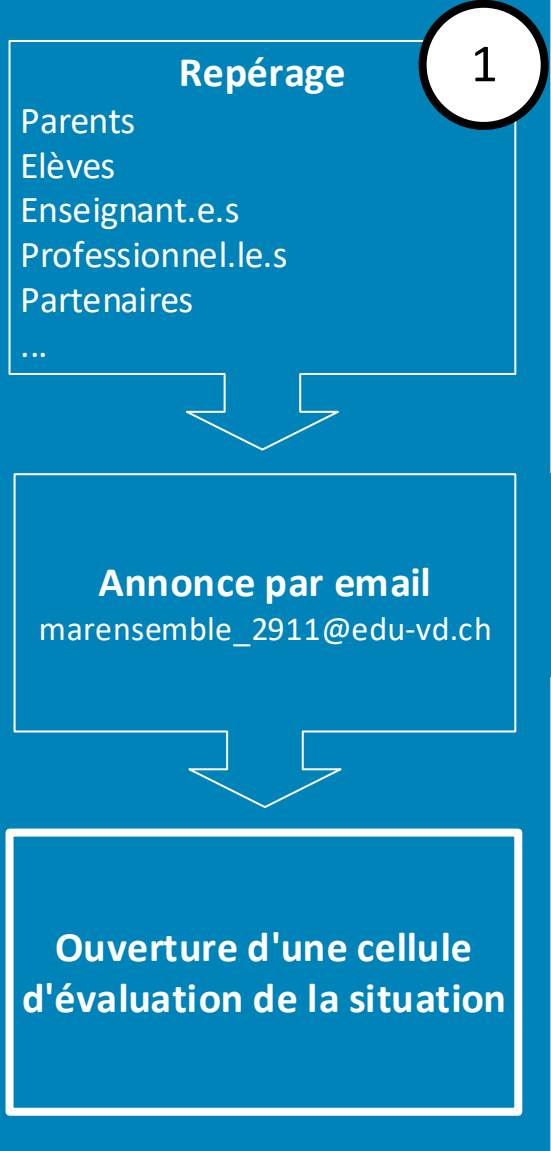 1
Repérage
Parents
Elèves
Enseignant.e.s
Professionnel.le.s
Partenaires
...
Annonce par email
marensemble_2911@edu-vd.ch
Ouverture d'une cellule
d'évaluation de la situation